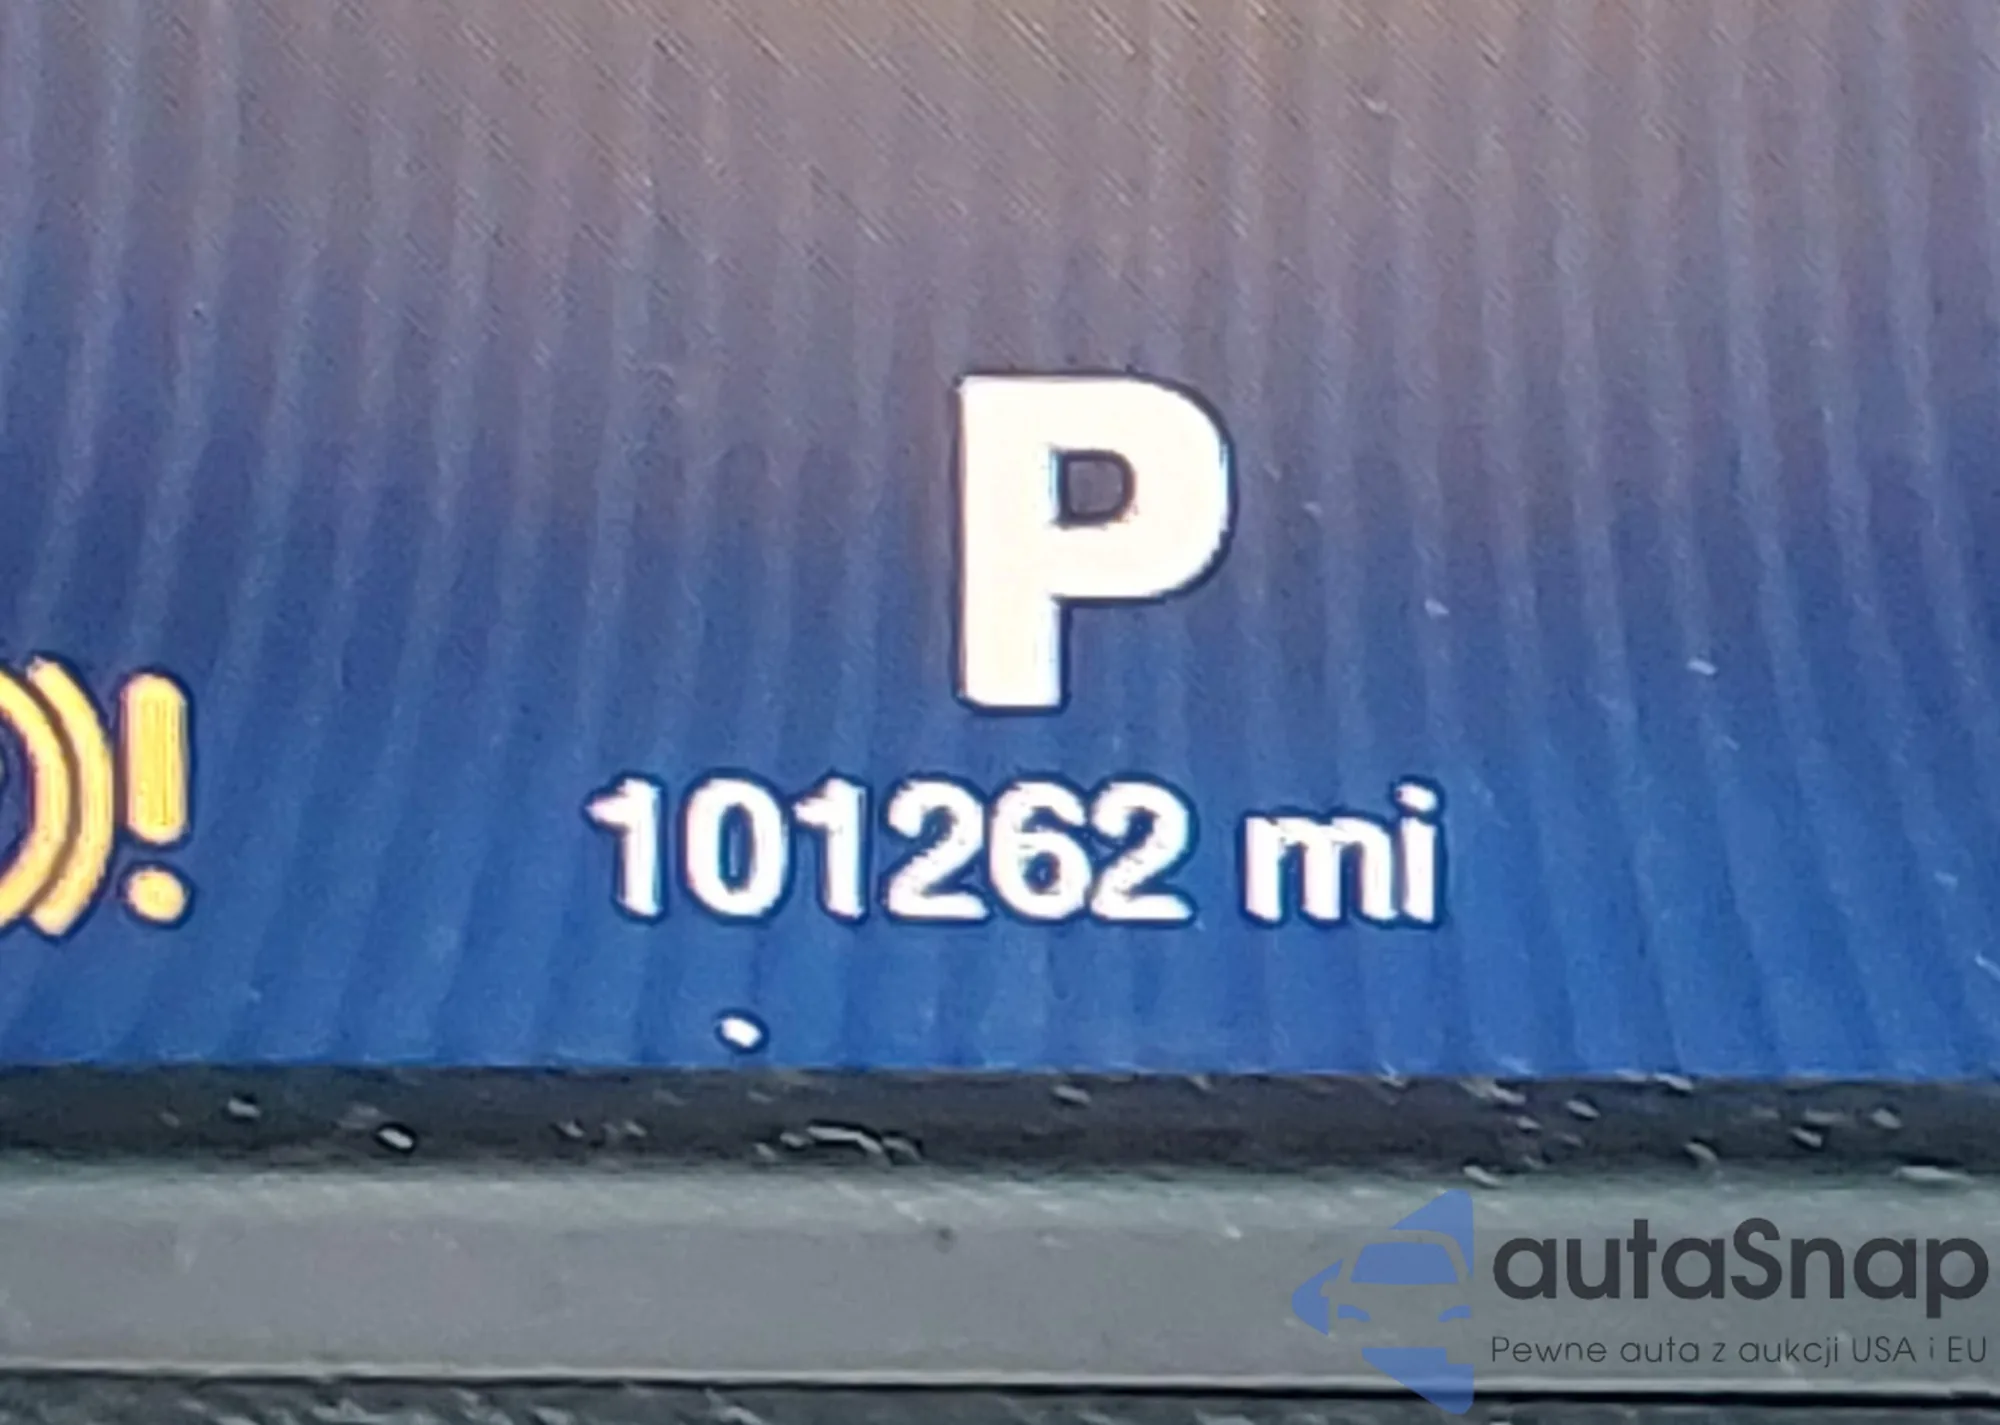 P
!
101262 mi
autaSnap
Pewne auta z aukcji USA i EU